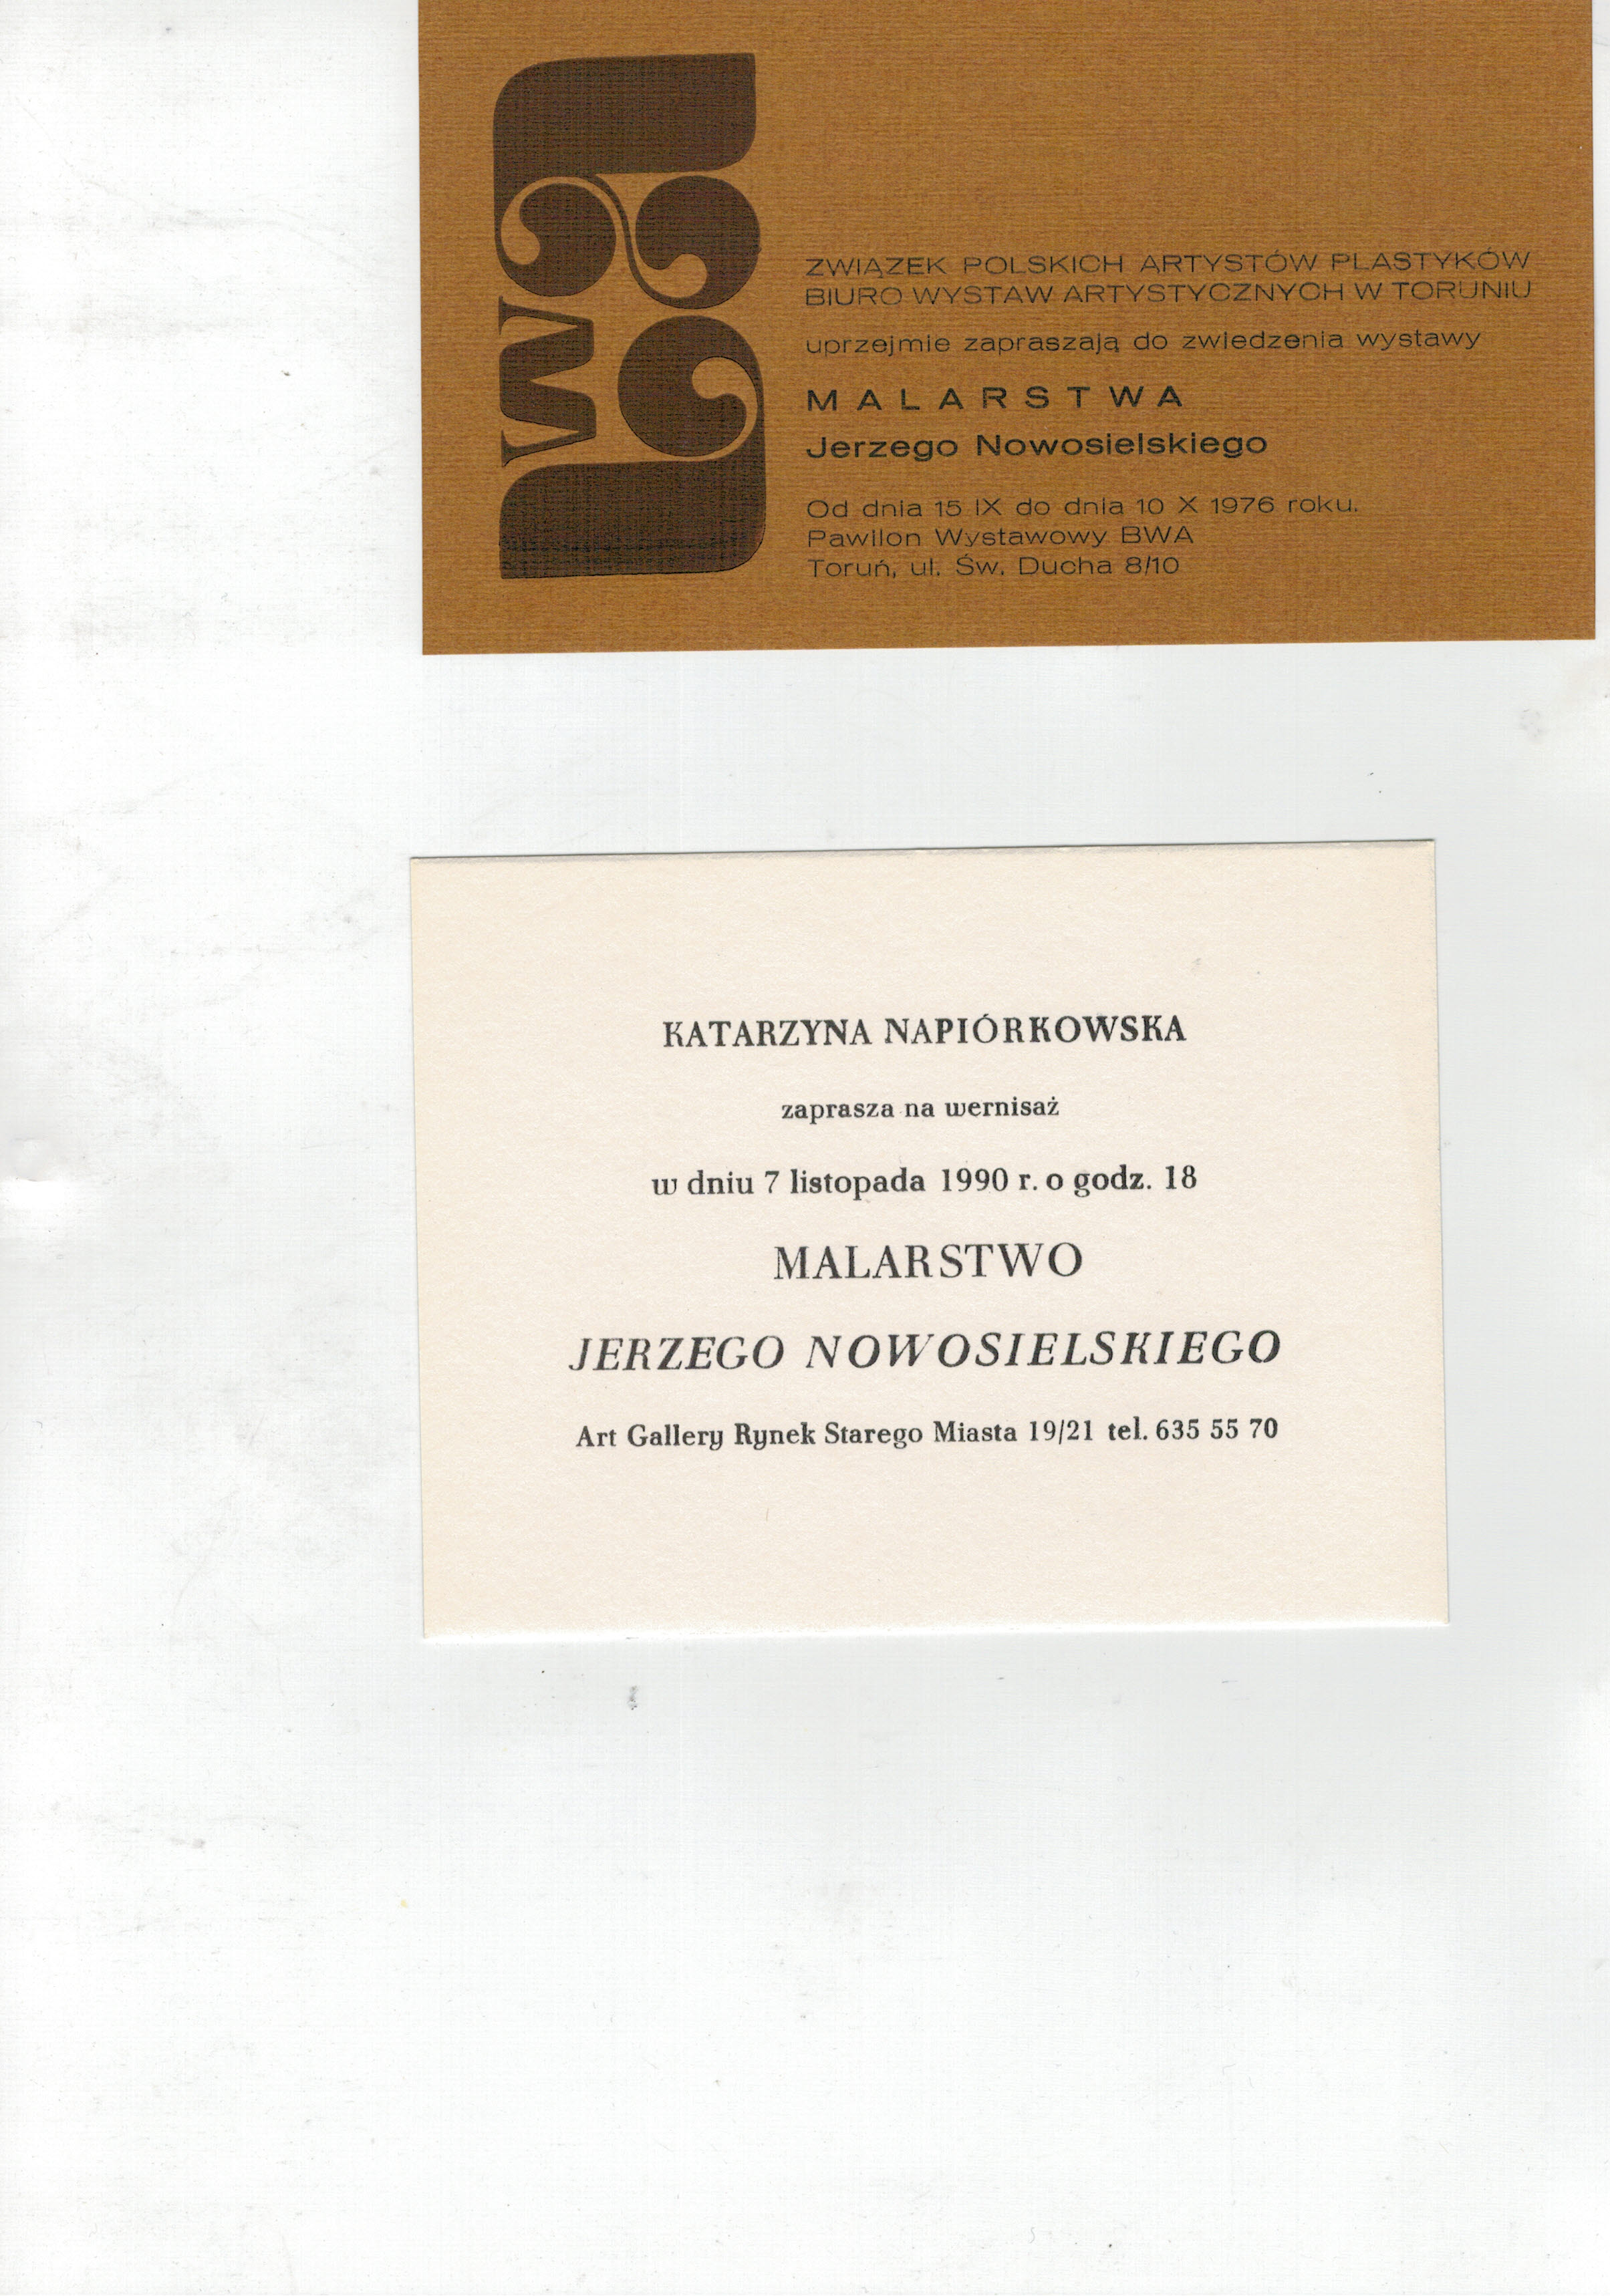 ZWIĄZEK POLSKICH ARTYSTÓW PLASTYKÓW
BIURO WYSTAW ARTYSTYCZNYCH W TORUNIU
uprzejmie zapraszają do zwiedzenia wystawy
MALARSTWA
Jerzego Nowosielskiego
Od dnia 15 IX do dnia 10 X 1976 roku.
Pawilon Wystawowy BWA
Toruń, ul. Św. Ducha 8/10
KATARZYNA NAPIÓRKOWSKA
zaprasza na wernisaż
w dniu 7 listopada 1990 r. o godz. 18
MALARSTWO
JERZEGO NOWOSIELSKIEGO
Art Gallery Rynek Starego Miasta 19/21 tel. 635 55 70